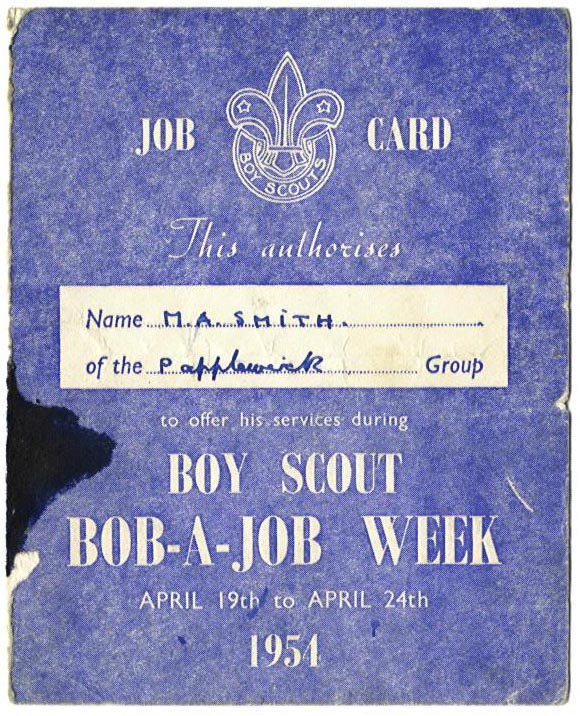 JOB CARD
BOY SCOUTS
This authorises
Name M.A. SMITH.
of the Papplewick Group
to offer his services during
BOY SCOUT
BOB-A-JOB WEEK
APRIL 19th to APRIL 24th
1954